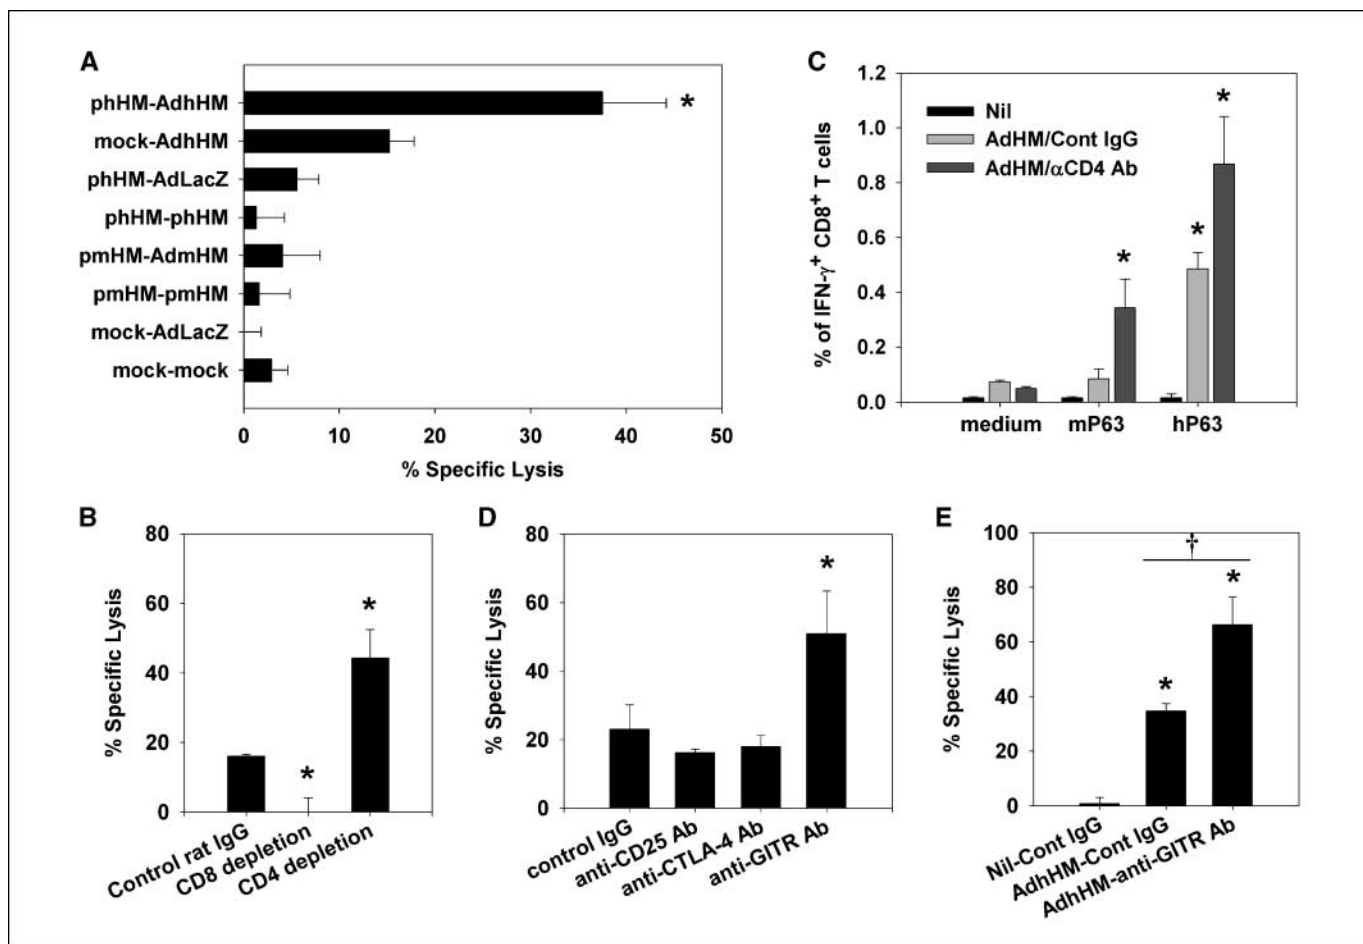 A
phHM-AdhHM
*
mock-AdhHM
phHM-AdLacZ
phHM-phHM
pmHM-AdmHM
pmHM-pmHM
mock-AdLacZ
mock-mock
0 10 20 30 40 50
% Specific Lysis
C
% of IFN-γ+ CD8+ T cells
1.2
1.0
0.8
0.6
0.4
0.2
0.0
Nil
AdHM/Cont IgG
AdHM/αCD4 Ab
*
*
*
medium mP63 hP63
B
% Specific Lysis
80
60
40
20
0
*
*
Control rat IgG
CD8 depletion
CD4 depletion
D
% Specific Lysis
80
60
40
20
0
*
control IgG
anti-CD25 Ab
anti-CTLA-4 Ab
anti-GITR Ab
E
% Specific Lysis
100
80
60
40
20
0
†
*
*
Nil-Cont IgG
AdhHM-Cont IgG
AdhHM-anti-GITR Ab